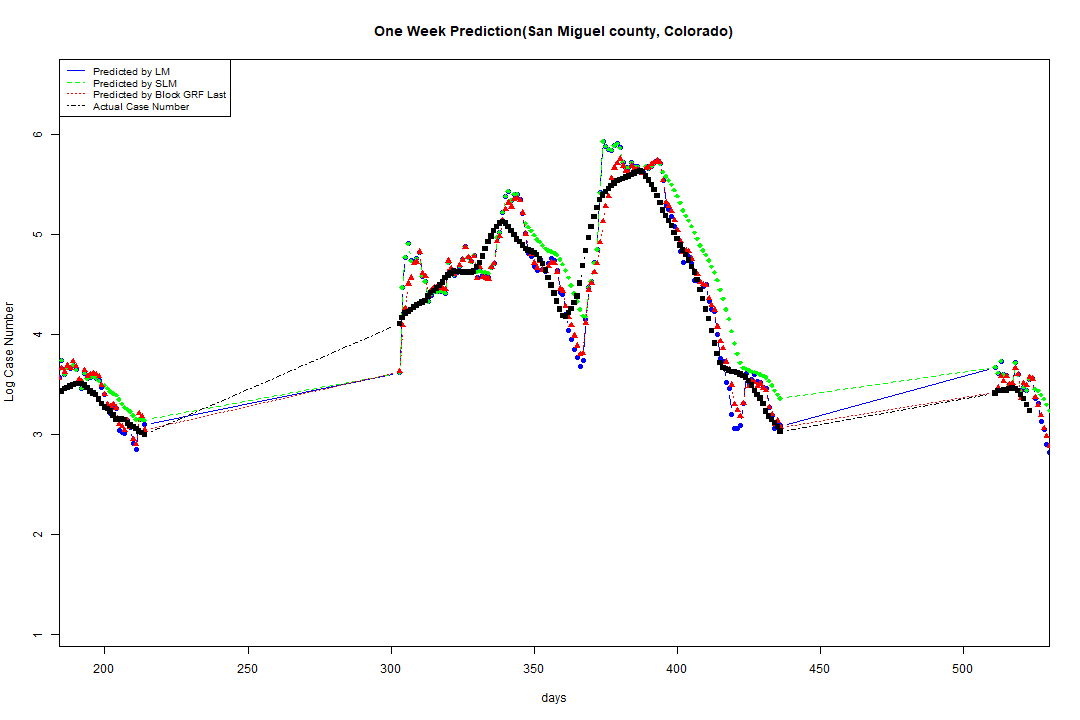 One Week Prediction(San Miguel county, Colorado)
Predicted by LM
Predicted by SLM
Predicted by Block GRF Last
Actual Case Number
Log Case Number
6
5
4
3
2
1
200 250 300 350 400 450 500
days